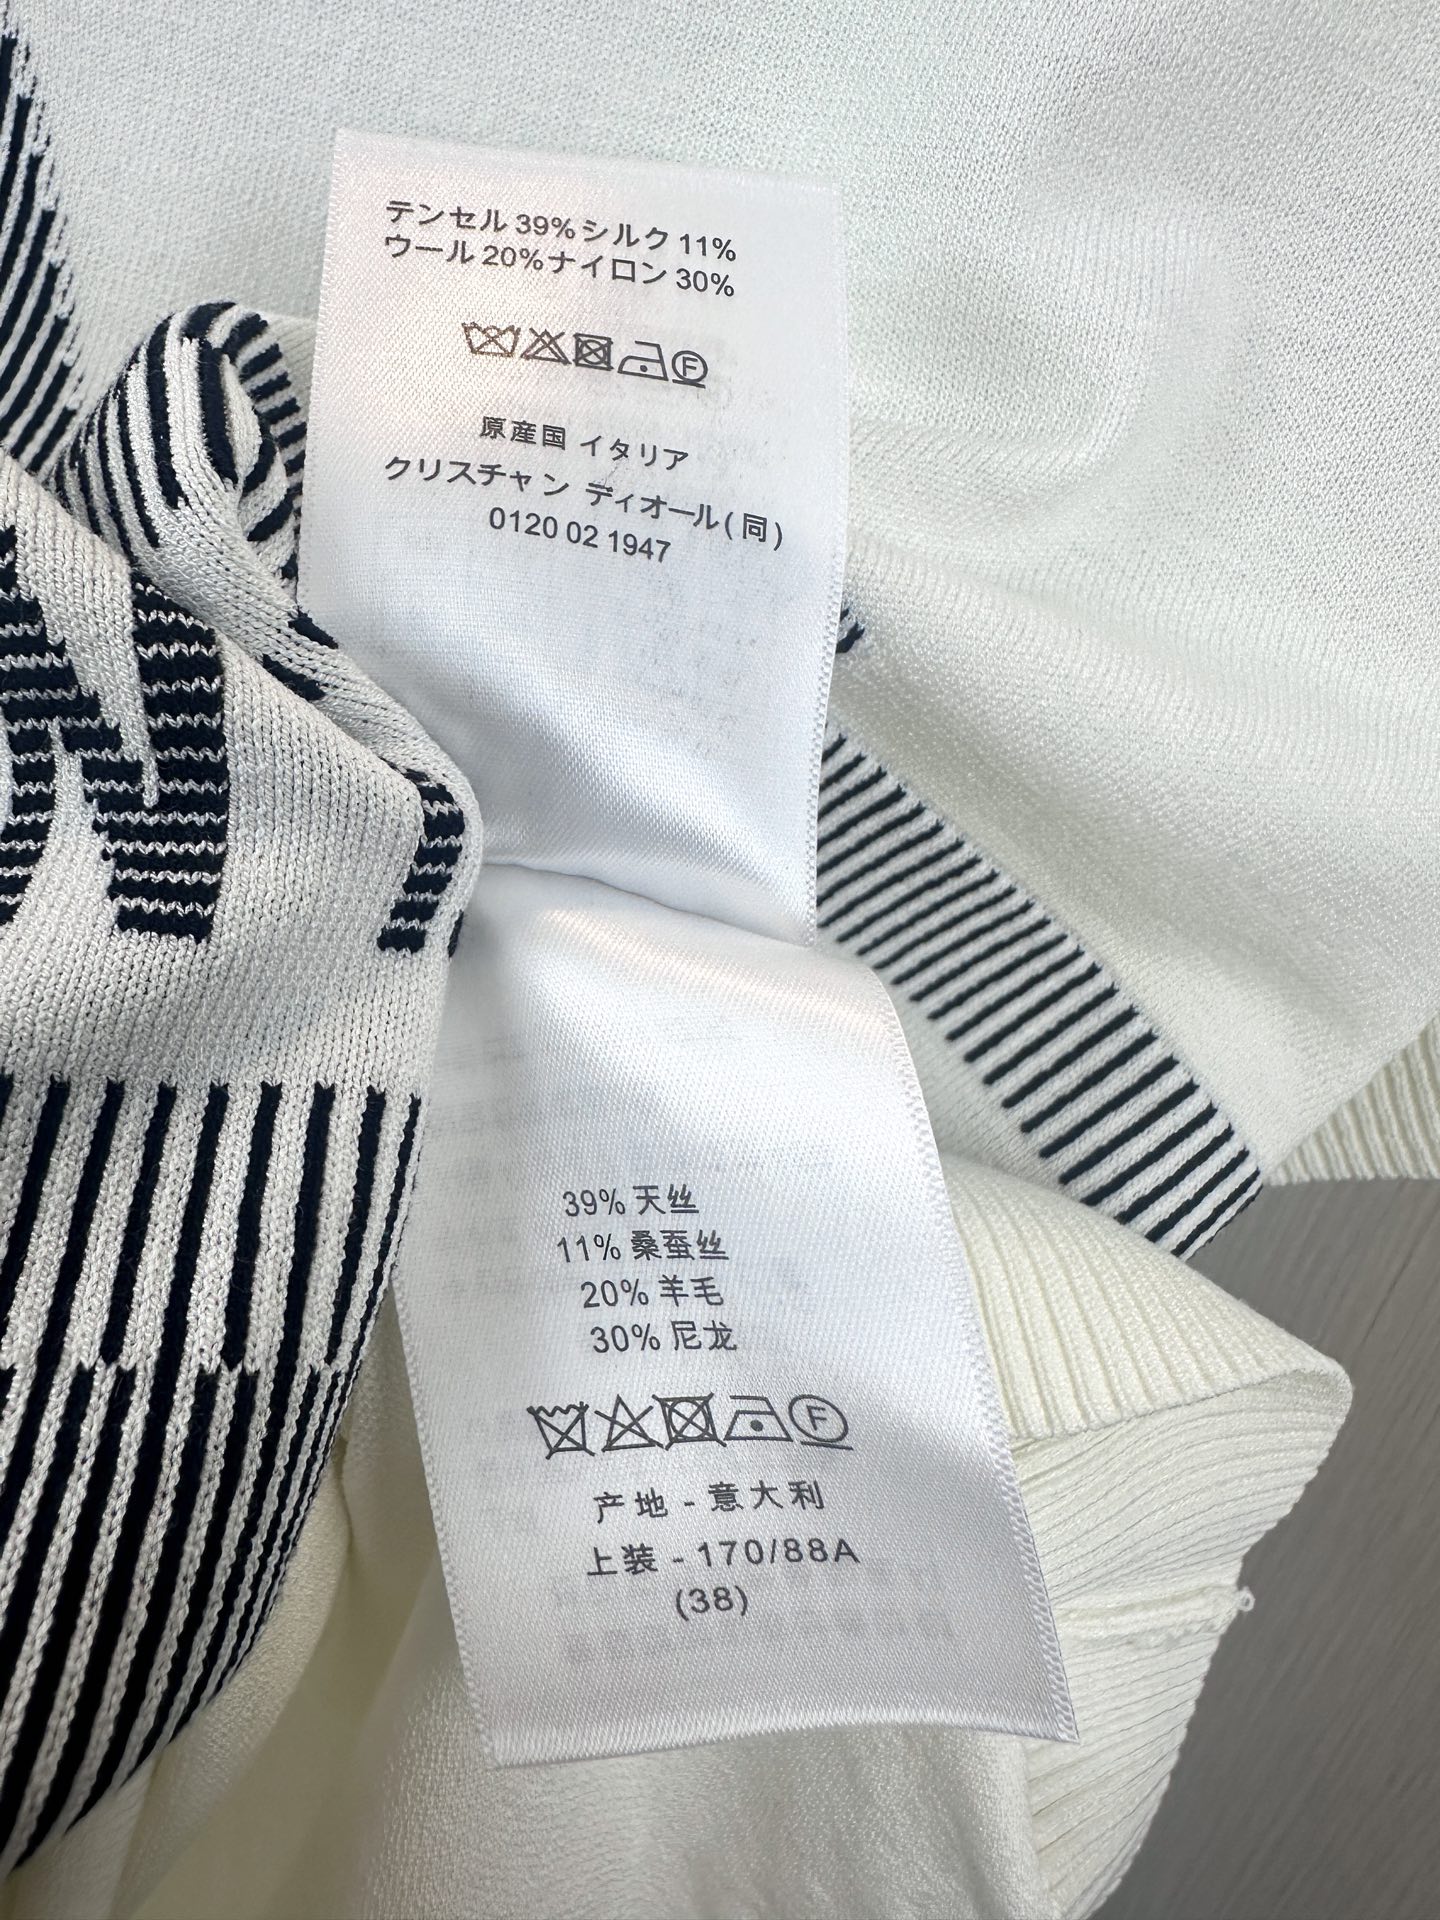 テンセル 39%シルク 11%
ウール 20%ナイロン 30%
F
原産国 イタリア
クリスチャン ディオール(同)
0120 02 1947
39% 天丝
11% 桑蚕丝
20% 羊毛
30% 尼龙
F
产地 - 意大利
上装 - 170/88A
(38)